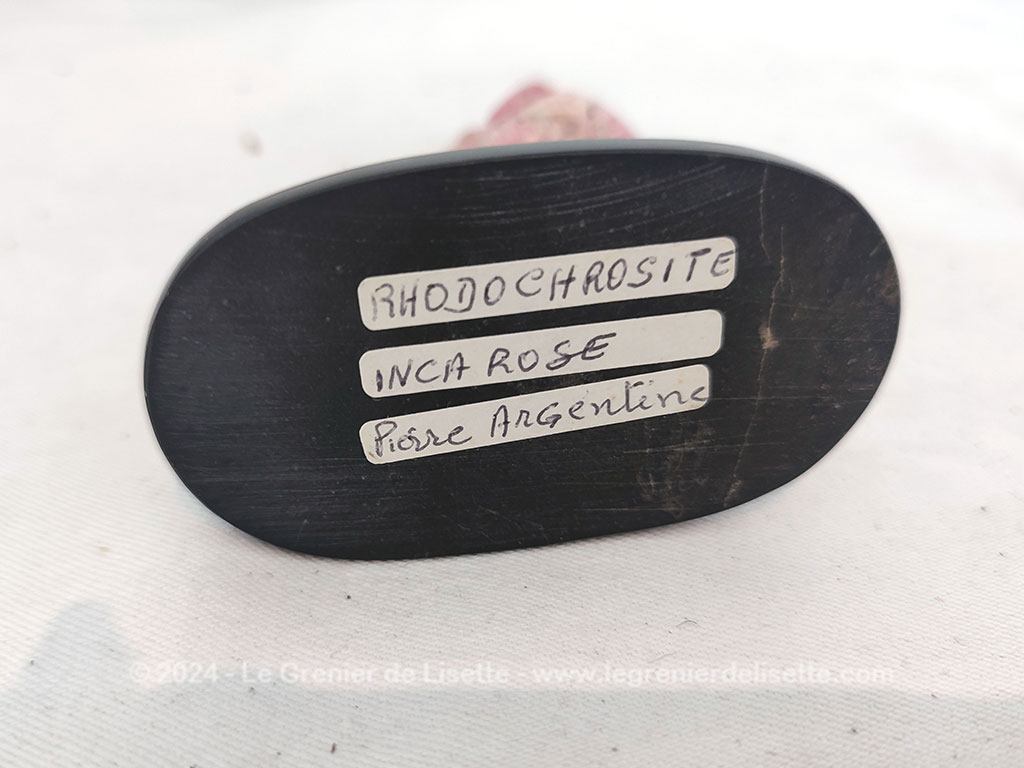 RHODOCHROSITE
INCA ROSE
Pierre ARGENtine
©2024 - Le Grenier de Lisette - www.legrenierdelisette.com